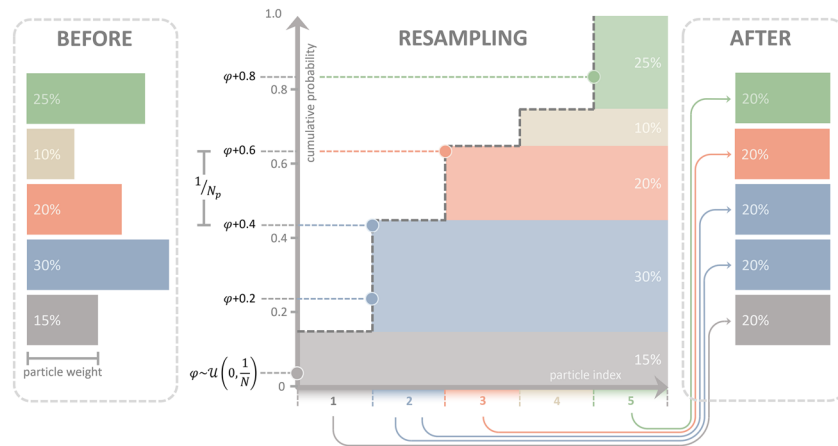 BEFORE
25%
10%
20%
30%
15%
particle weight
RESAMPLING
1.0
cumulative probability
φ+0.8
φ+0.6
1/Nₚ
φ+0.4
φ+0.2
φ~𝒰(0, 1/N)
0.8
0.6
0.4
0.2
0
25%
10%
20%
30%
15%
particle index
1
2
3
4
5
AFTER
20%
20%
20%
20%
20%